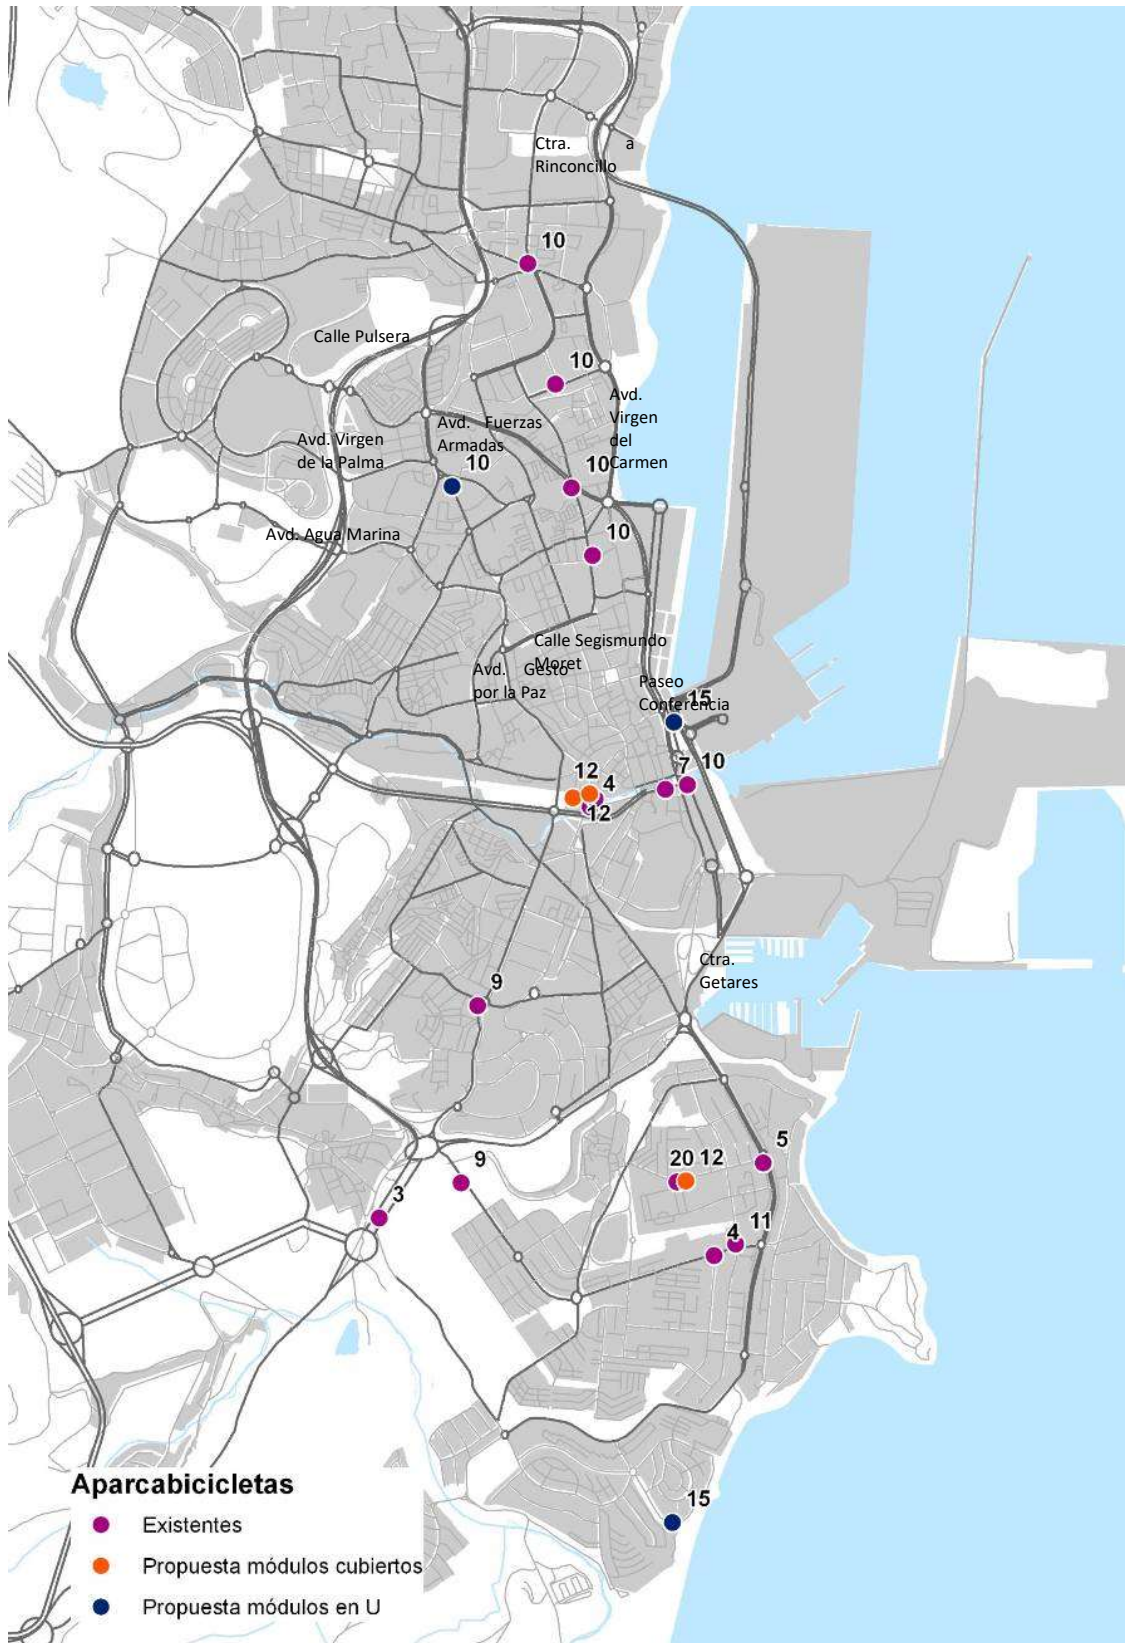 Ctra. a
Rinconcillo
10
Calle Pulsera
10
Avd.
Virgen
del
Carmen
Avd. Fuerzas
Armadas
Avd. Virgen
de la Palma
10
10
Avd. Agua Marina
10
Calle Segismundo
Moret
Avd. Gesto
por la Paz
Paseo
Conferencia
15
7 10
12
4
12
Ctra.
Getares
9
5
20 12
9
3
11
4
15
Aparcabicicletas
Existentes
Propuesta módulos cubiertos
Propuesta módulos en U